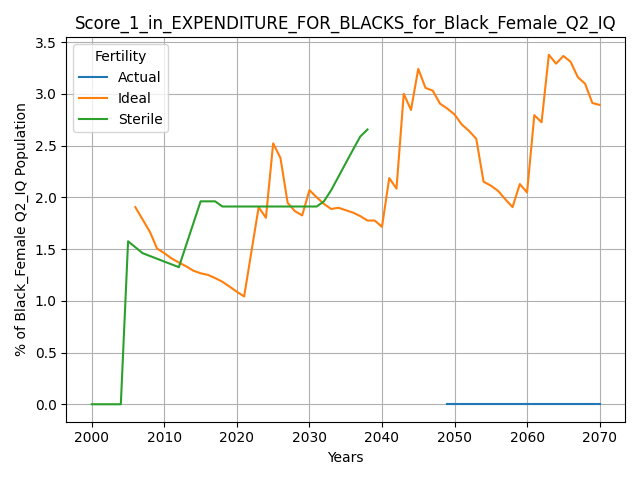 Score_1_in_EXPENDITURE_FOR_BLACKS_for_Black_Female_Q2_IQ
Fertility
Actual
Ideal
Sterile
% of Black_Female Q2_IQ Population
3.5
3.0
2.5
2.0
1.5
1.0
0.5
0.0
2000 2010 2020 2030 2040 2050 2060 2070
Years